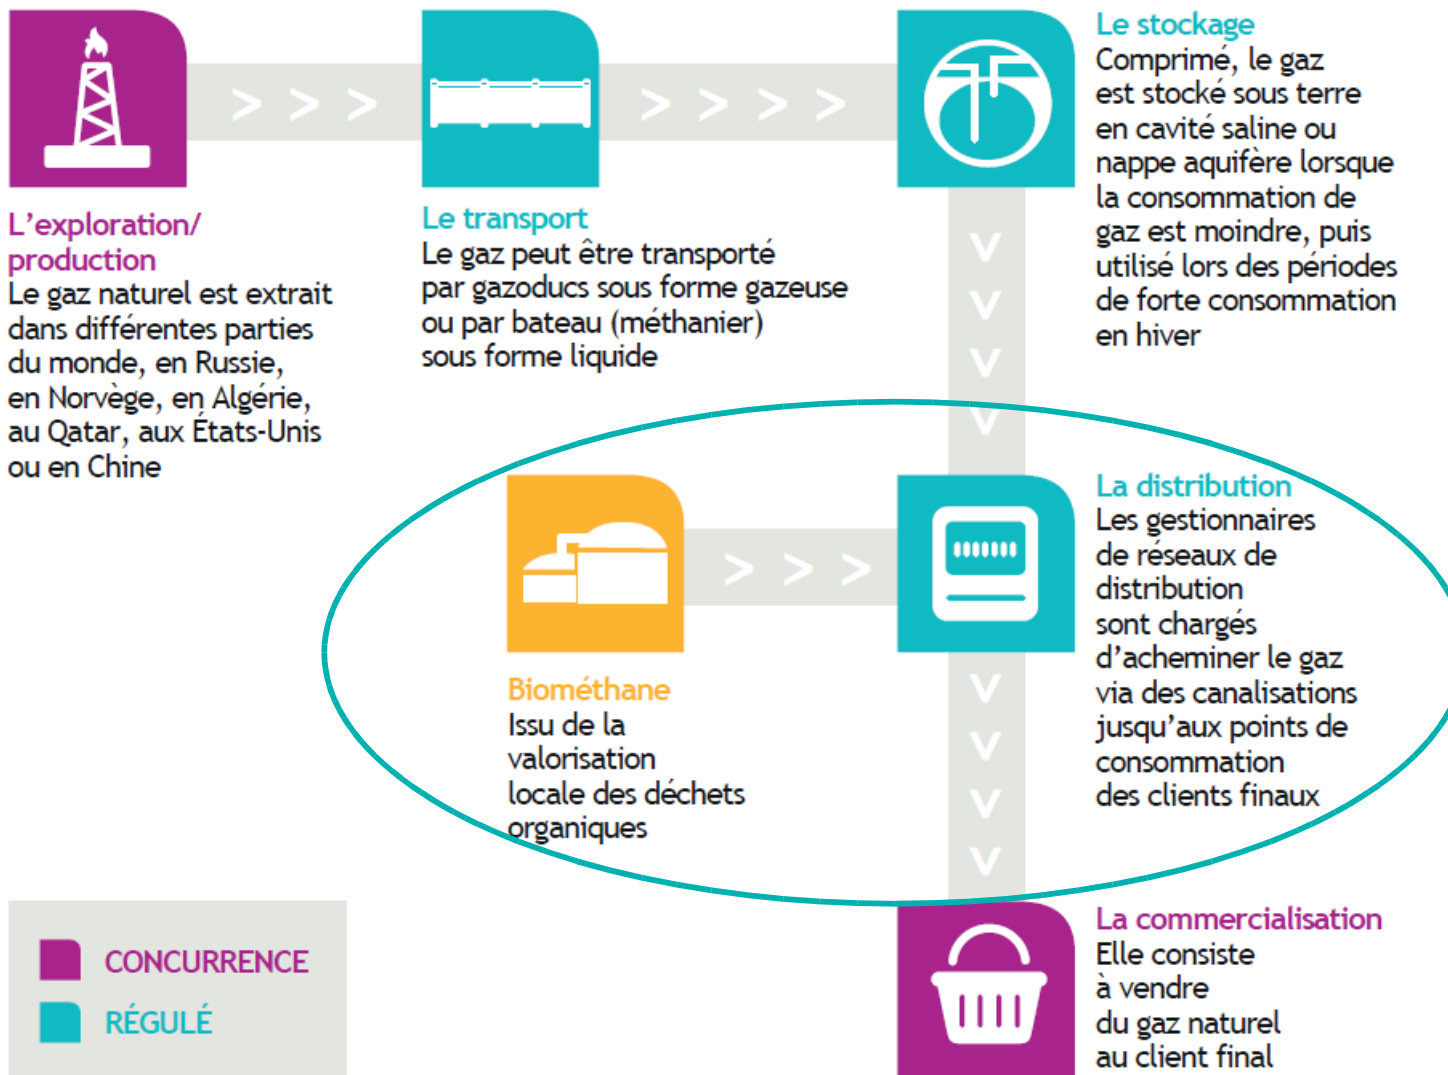 L'exploration/
production
Le gaz naturel est extrait
dans différentes parties
du monde, en Russie,
en Norvège, en Algérie,
au Qatar, aux États-Unis
ou en Chine
Le transport
Le gaz peut être transporté
par gazoducs sous forme gazeuse
ou par bateau (méthanier)
sous forme liquide
Le stockage
Comprimé, le gaz
est stocké sous terre
en cavité saline ou
nappe aquifère lorsque
la consommation de
gaz est moindre, puis
utilisé lors des périodes
de forte consommation
en hiver
Biométhane
Issu de la
valorisation
locale des déchets
organiques
La distribution
Les gestionnaires
de réseaux de
distribution
sont chargés
d'acheminer le gaz
via des canalisations
jusqu'aux points de
consommation
des clients finaux
CONCURRENCE
RÉGULÉ
La commercialisation
Elle consiste
à vendre
du gaz naturel
au client final